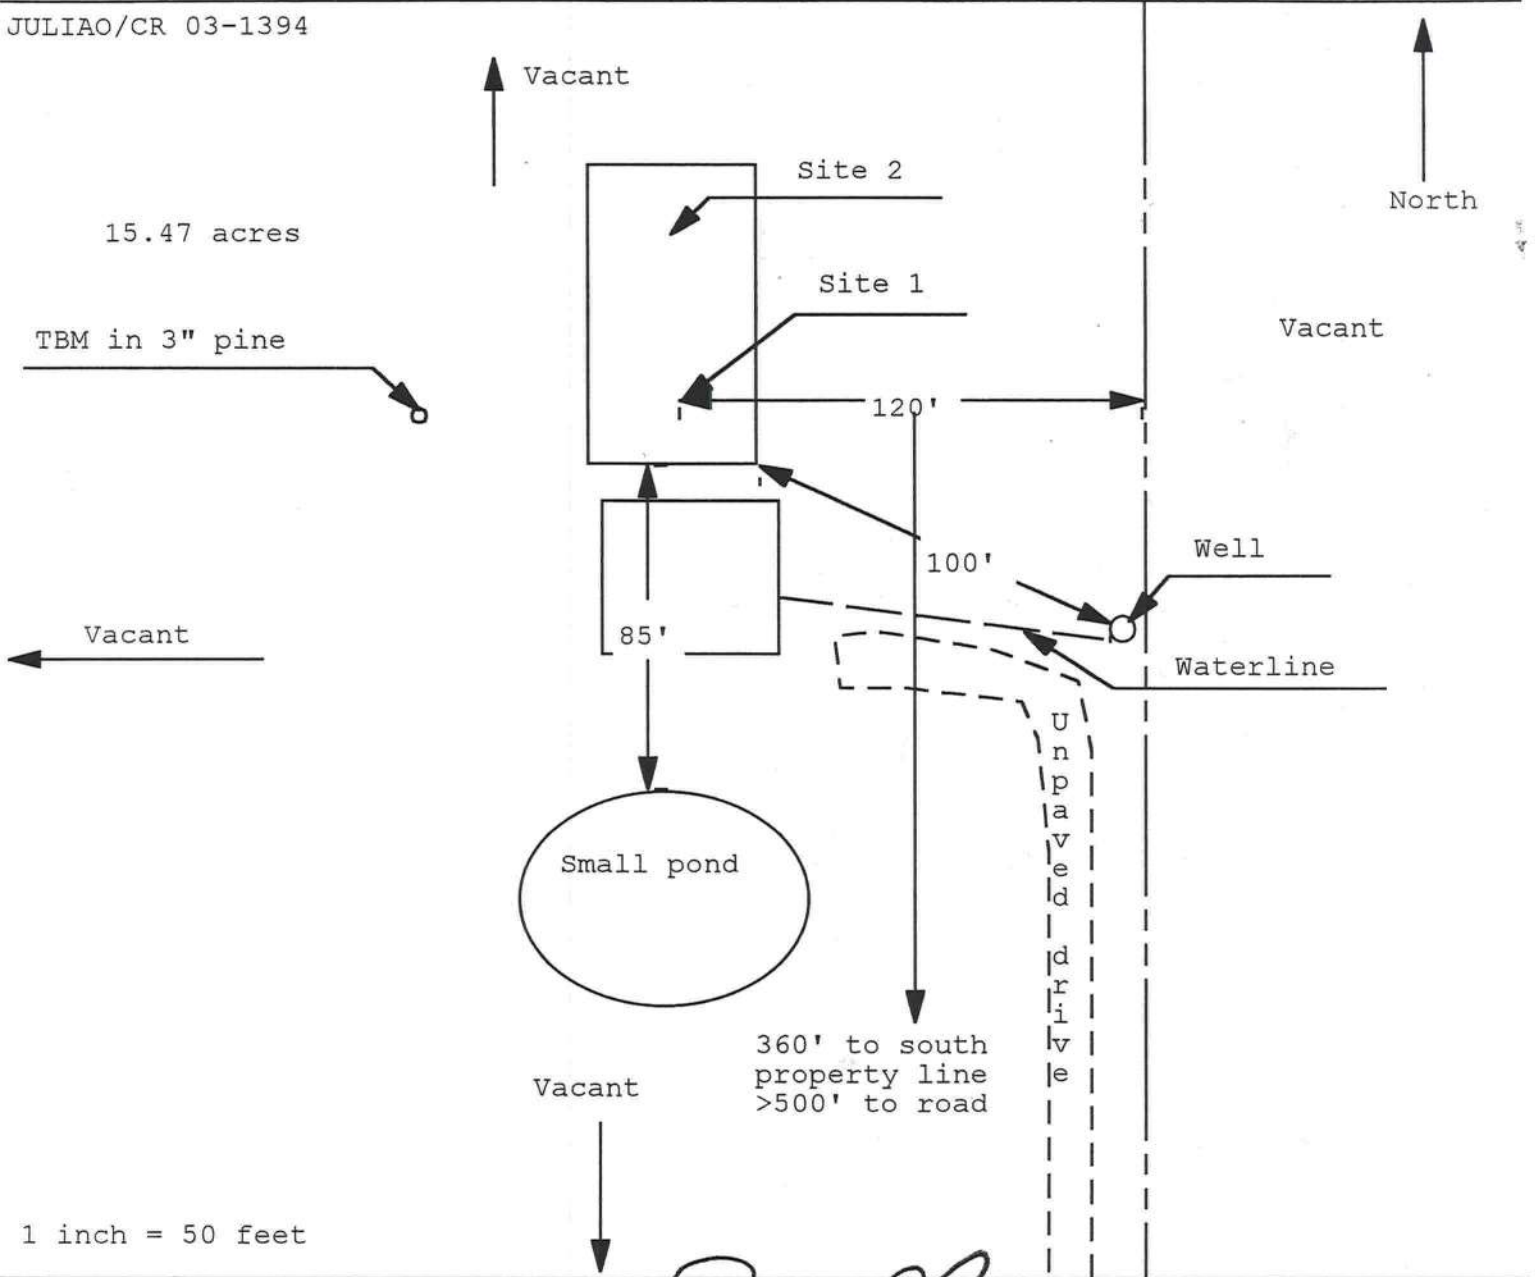 JULIAO/CR 03-1394
Vacant
North
Site 2
15.47 acres
Site 1
Vacant
TBM in 3" pine
120'
100'
Well
85'
Vacant
Waterline
Unpaved drive
Small pond
360' to south
property line
>500' to road
Vacant
1 inch = 50 feet